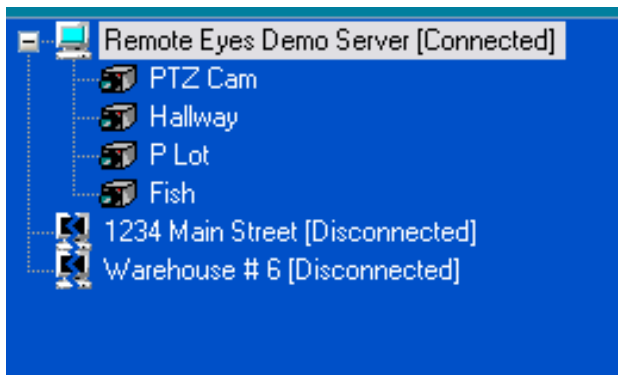 Remote Eyes Demo Server [Connected]
PTZ Cam
Hallway
P Lot
Fish
1234 Main Street [Disconnected]
Warehouse # 6 [Disconnected]